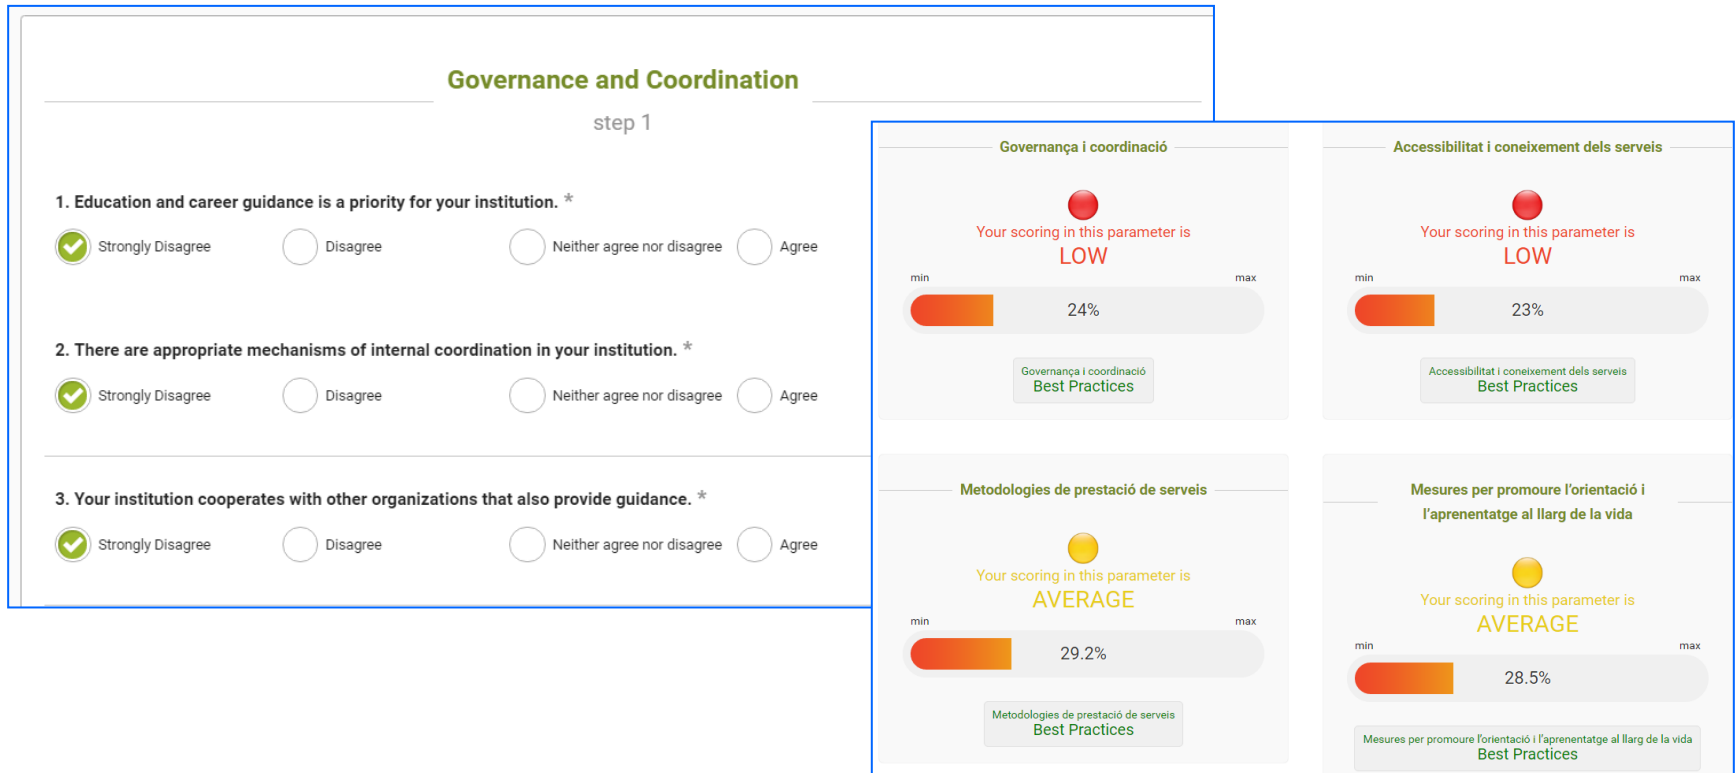 Governance and Coordination
step 1
1. Education and career guidance is a priority for your institution. *
Strongly Disagree Disagree Neither agree nor disagree Agree
2. There are appropriate mechanisms of internal coordination in your institution. *
Strongly Disagree Disagree Neither agree nor disagree Agree
3. Your institution cooperates with other organizations that also provide guidance. *
Strongly Disagree Disagree Neither agree nor disagree Agree
Governança i coordinació
Your scoring in this parameter is
LOW
min max
24%
Governança i coordinació
Best Practices
Accessibilitat i coneixement dels serveis
Your scoring in this parameter is
LOW
min max
23%
Accessibilitat i coneixement dels serveis
Best Practices
Metodologies de prestació de serveis
Your scoring in this parameter is
AVERAGE
min max
29.2%
Metodologies de prestació de serveis
Best Practices
Mesures per promoure l'orientació i
l'aprenentatge al llarg de la vida
Your scoring in this parameter is
AVERAGE
min max
28.5%
Mesures per promoure l'orientació i l'aprenentatge al llarg de la vida
Best Practices